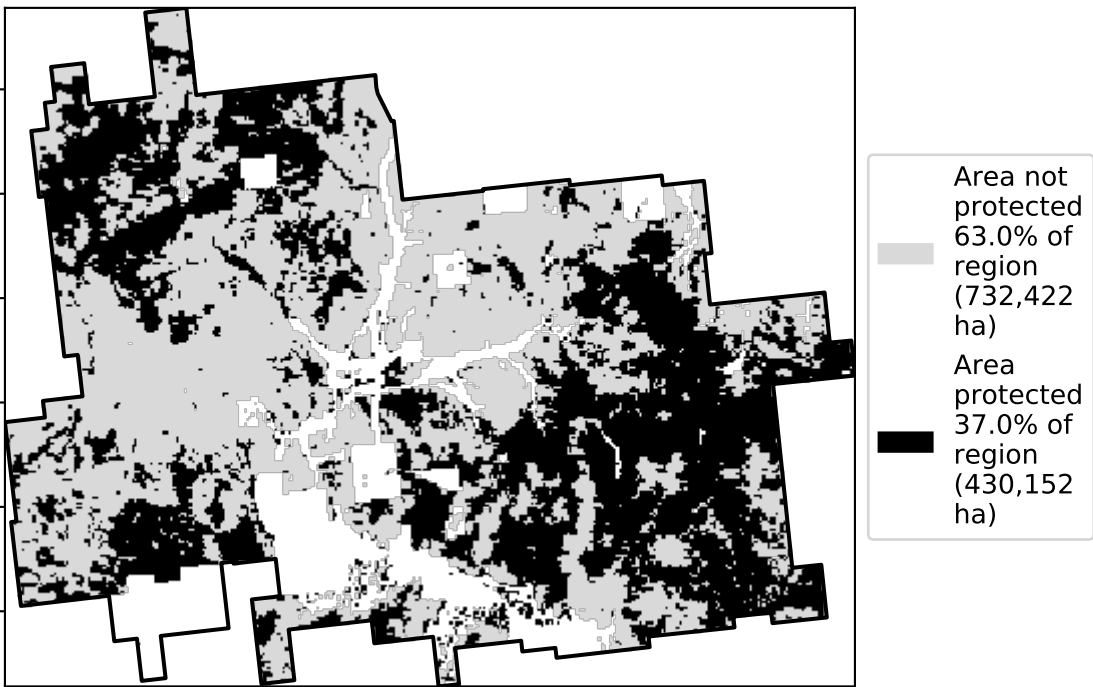 Area not
protected
63.0% of
region
(732,422
ha)
Area
protected
37.0% of
region
(430,152
ha)